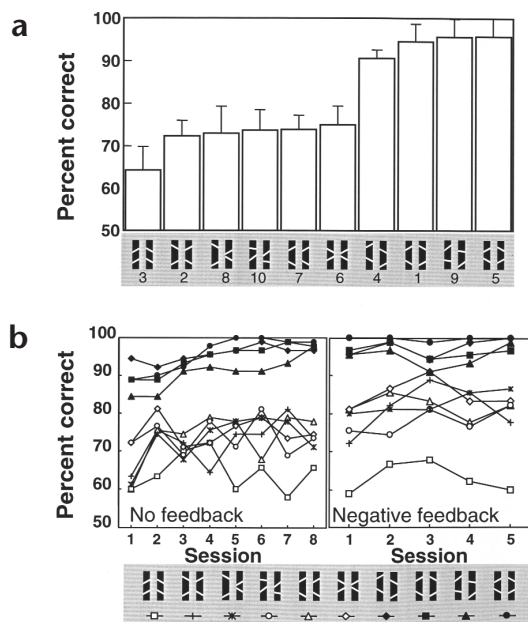 a
Percent correct
100
90
80
70
60
50
3 2 8 10 7 6 4 1 9 5
b
Percent correct
100
90
80
70
60
50
No feedback
Negative feedback
1 2 3 4 5 6 7 8
1 2 3 4 5
Session
Session